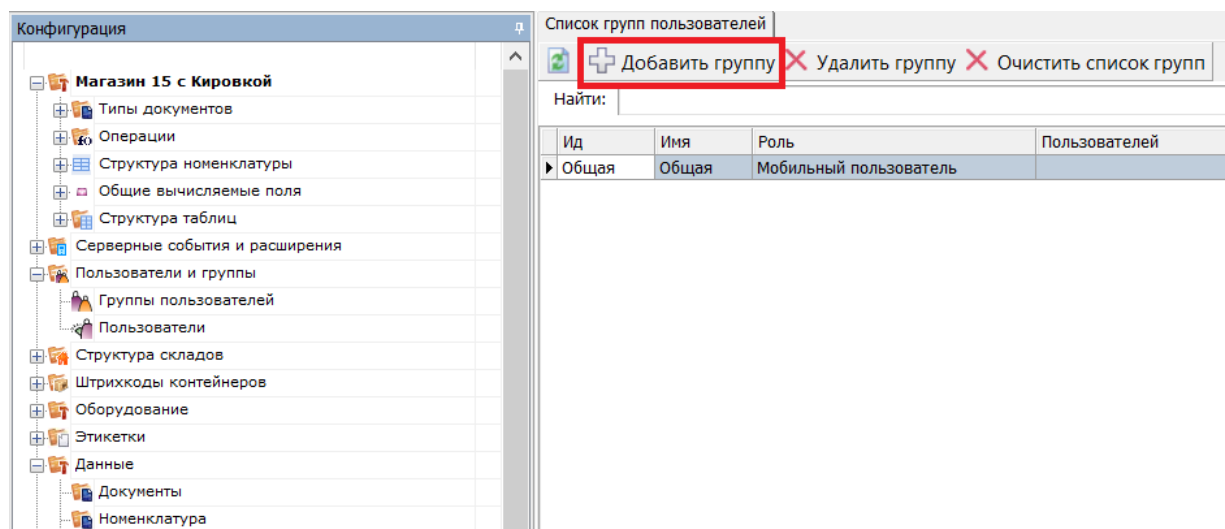 Конфигурация
Магазин 15 с Кировкой
Типы документов
Операции
Структура номенклатуры
Общие вычисляемые поля
Структура таблиц
Серверные события и расширения
Пользователи и группы
Группы пользователей
Пользователи
Структура складов
Штрихкоды контейнеров
Оборудование
Этикетки
Данные
Документы
Номенклатура
Список групп пользователей
Добавить группу Удалить группу Очистить список групп
Найти:
Ид Имя Роль Пользователей
Общая Общая Мобильный пользователь